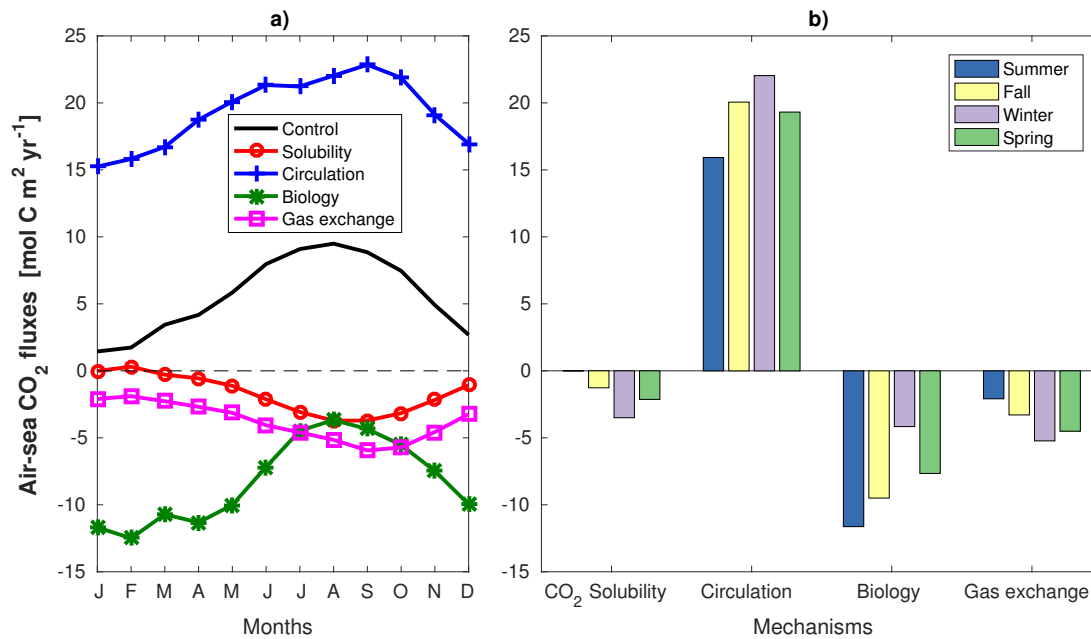 a)
Air-sea CO₂ fluxes [mol C m² yr⁻¹]
25
20
15
10
5
0
-5
-10
-15
Control
Solubility
Circulation
Biology
Gas exchange
J F M A M J J A S O N D
Months
b)
25
20
15
10
5
0
-5
-10
-15
Summer
Fall
Winter
Spring
CO₂ Solubility Circulation Biology Gas exchange
Mechanisms